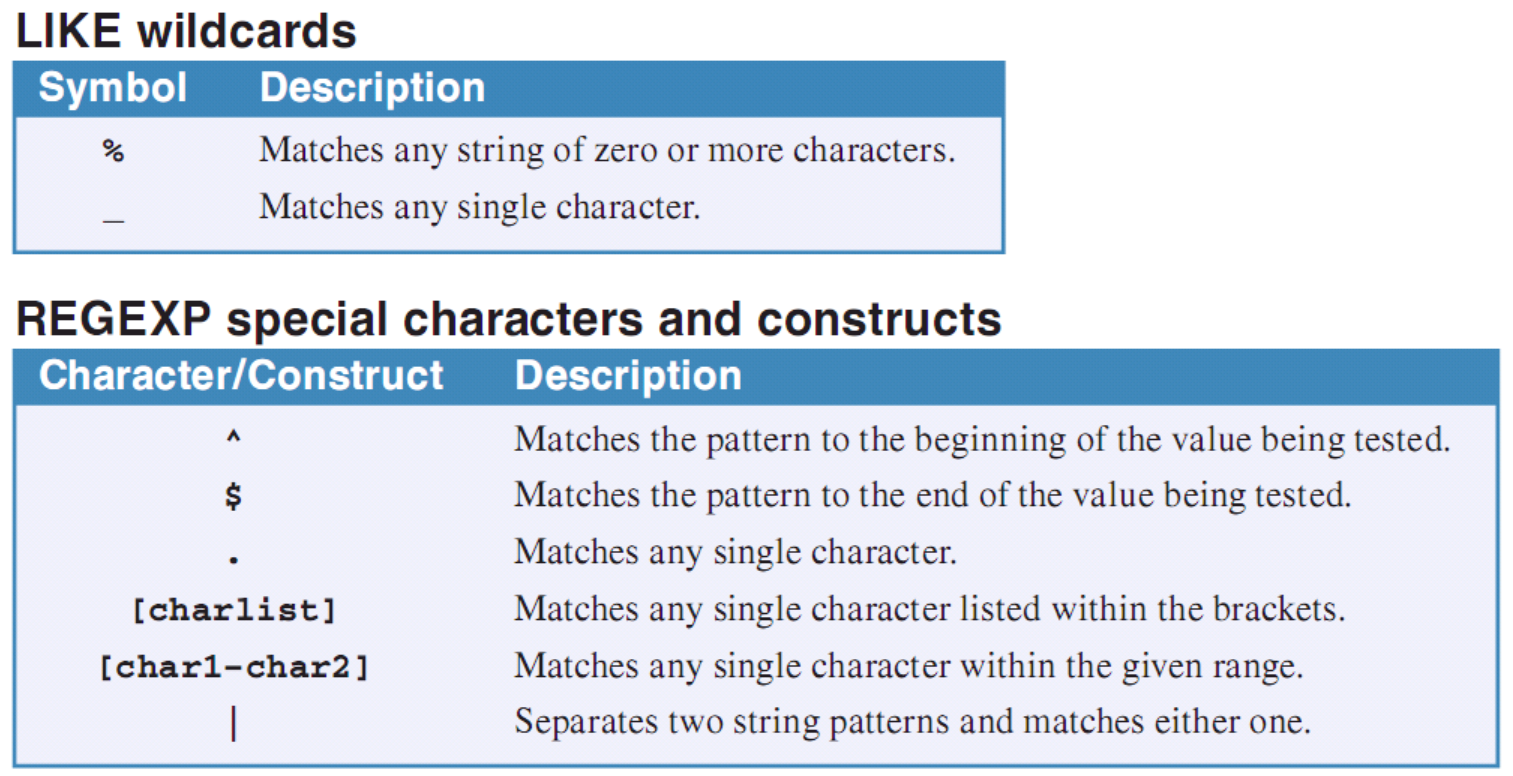 LIKE wildcards
Symbol Description
% Matches any string of zero or more characters.
_ Matches any single character.
REGEXP special characters and constructs
Character/Construct Description
^ Matches the pattern to the beginning of the value being tested.
$ Matches the pattern to the end of the value being tested.
. Matches any single character.
[charlist] Matches any single character listed within the brackets.
[char1-char2] Matches any single character within the given range.
| Separates two string patterns and matches either one.